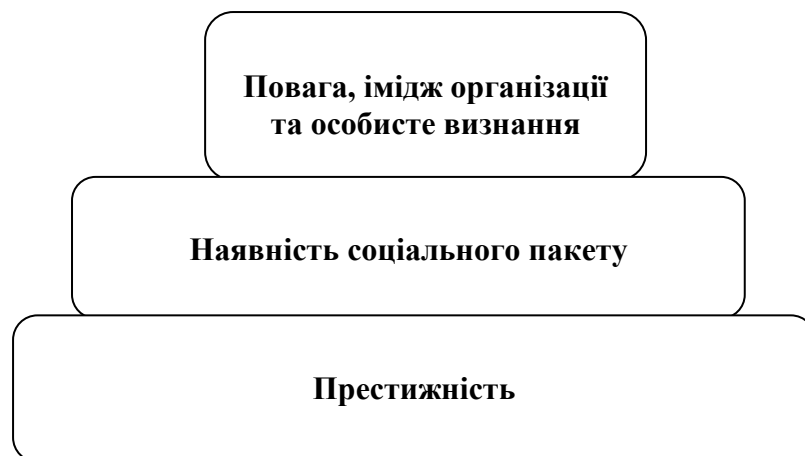 Повага, імідж організації
та особисте визнання
Наявність соціального пакету
Престижність